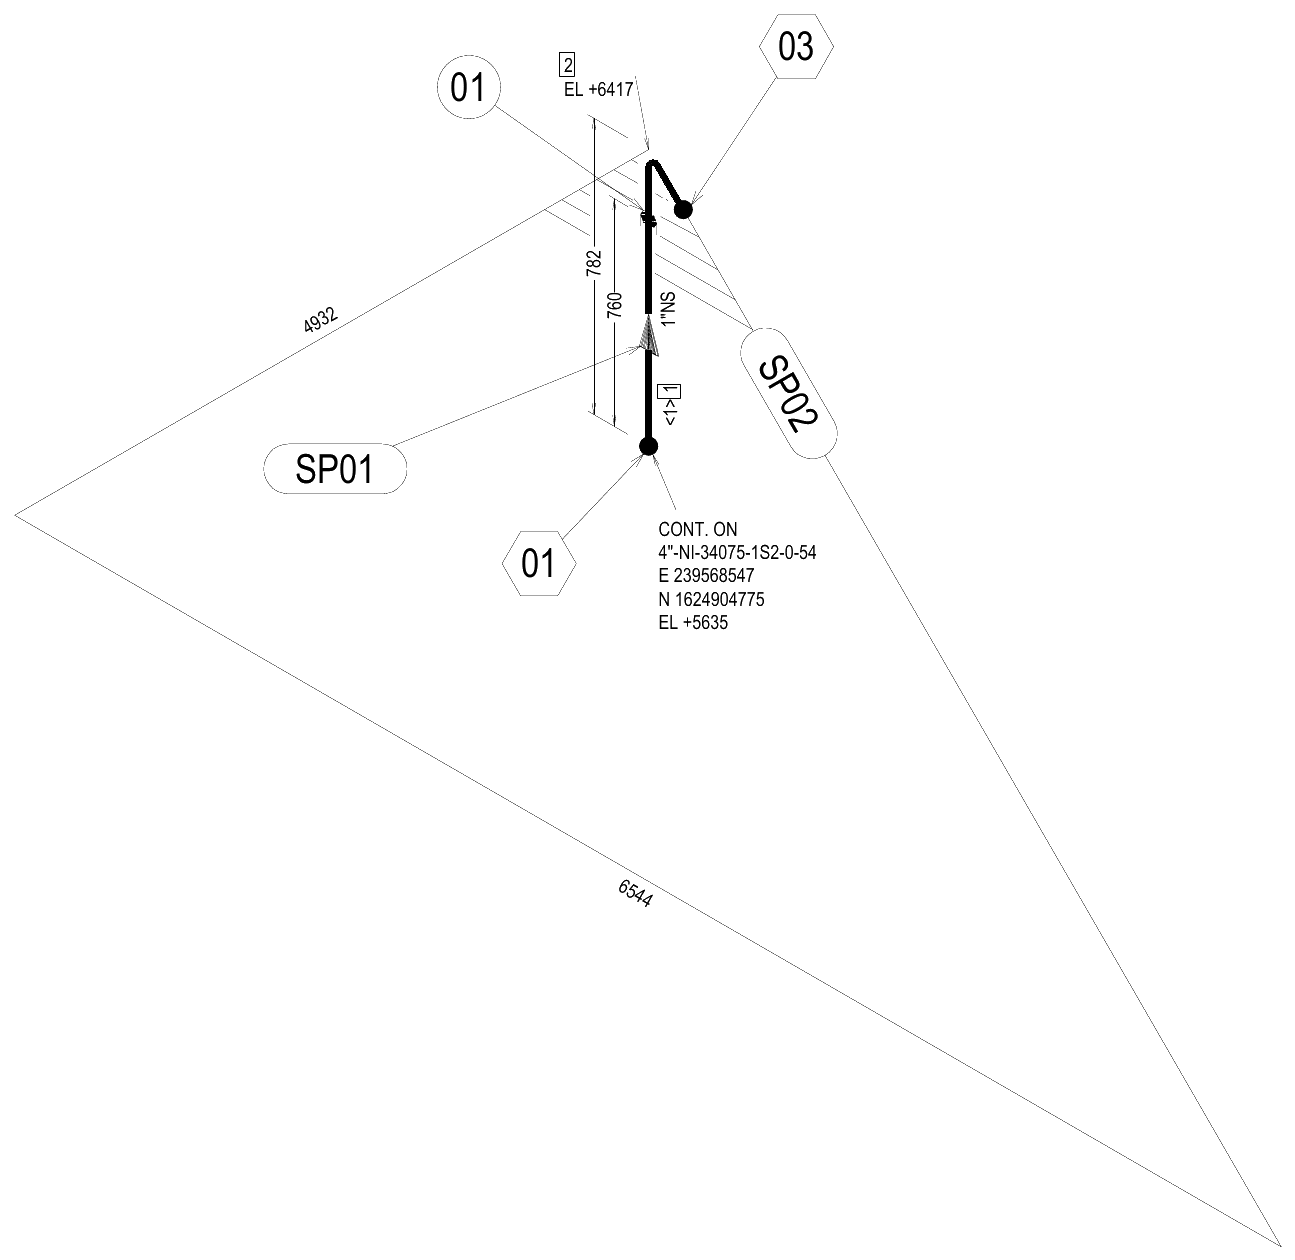 03
2
01
EL +6417
782
760
1"NS
4932
SP02
<1> 1
SP01
CONT. ON
01
4"-NI-34075-1S2-0-54
E 239568547
N 1624904775
EL +5635
6544